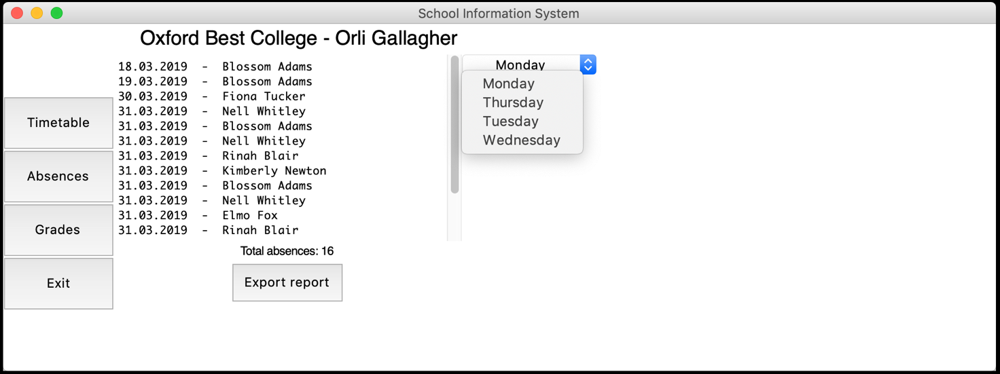 School Information System
Oxford Best College - Orli Gallagher
18.03.2019  -  Blossom Adams
19.03.2019  -  Blossom Adams
30.03.2019  -  Fiona Tucker
31.03.2019  -  Nell Whitley
31.03.2019  -  Blossom Adams
31.03.2019  -  Nell Whitley
31.03.2019  -  Rinah Blair
31.03.2019  -  Kimberly Newton
31.03.2019  -  Blossom Adams
31.03.2019  -  Nell Whitley
31.03.2019  -  Elmo Fox
31.03.2019  -  Rinah Blair
Total absences: 16
Export report
Monday
Monday
Thursday
Tuesday
Wednesday
Timetable
Absences
Grades
Exit